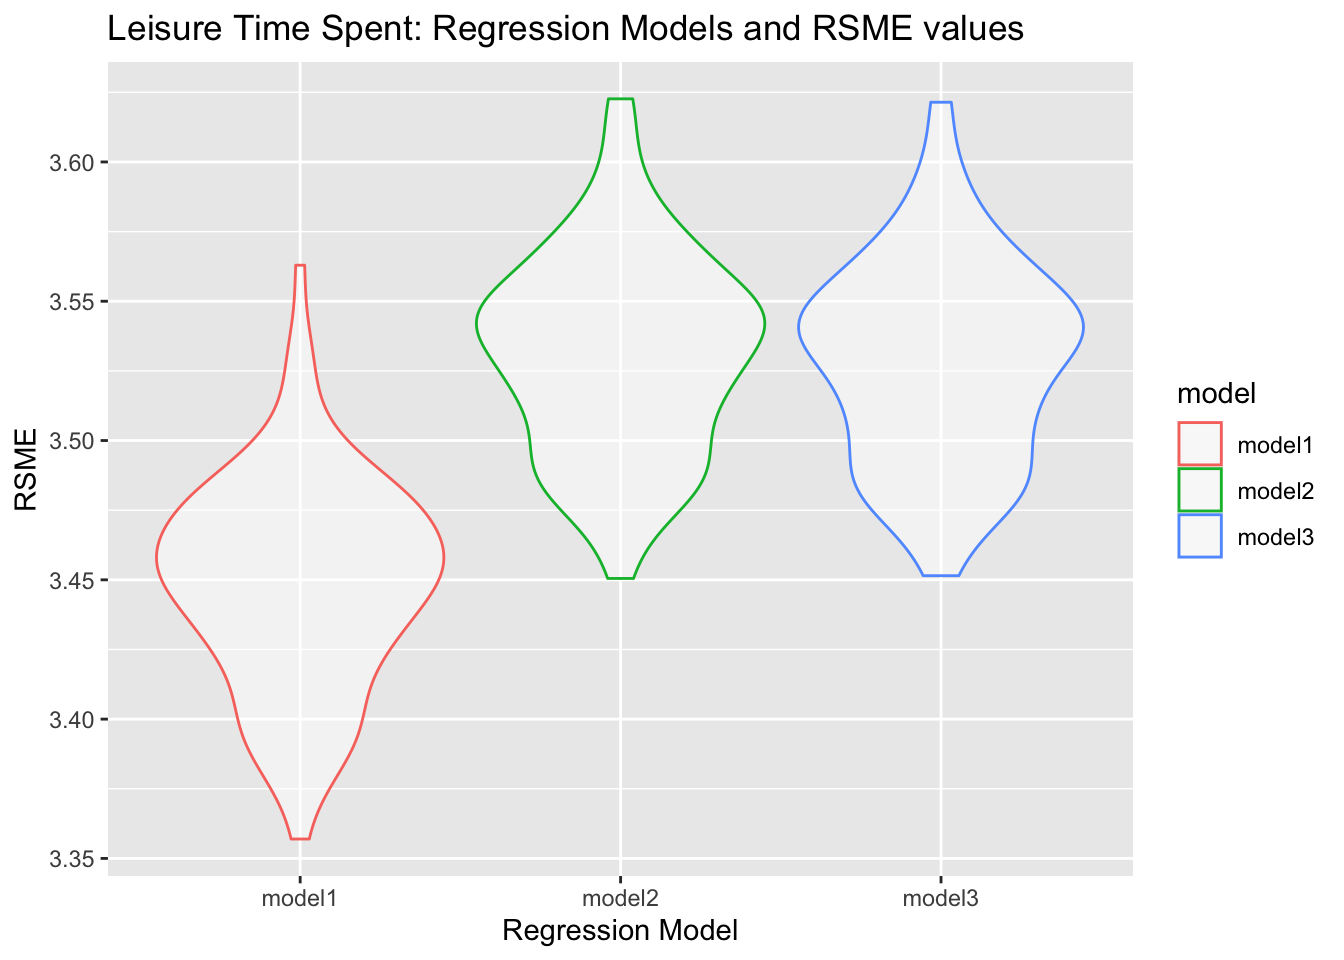 Leisure Time Spent: Regression Models and RSME values
RSME
3.60
3.55
3.50
3.45
3.40
3.35
model1
model2
model3
Regression Model
model
model1
model2
model3